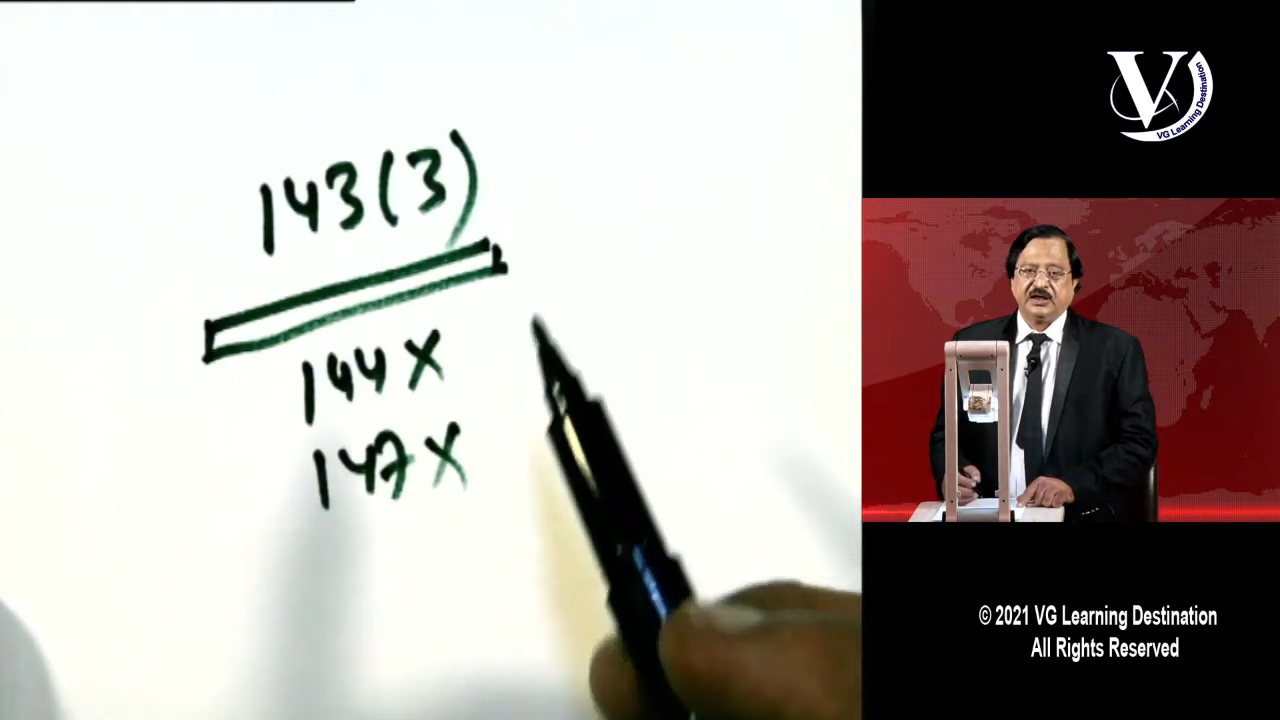 143(3)
144 X
147 X
V
VG Learning Destination
© 2021 VG Learning Destination
All Rights Reserved